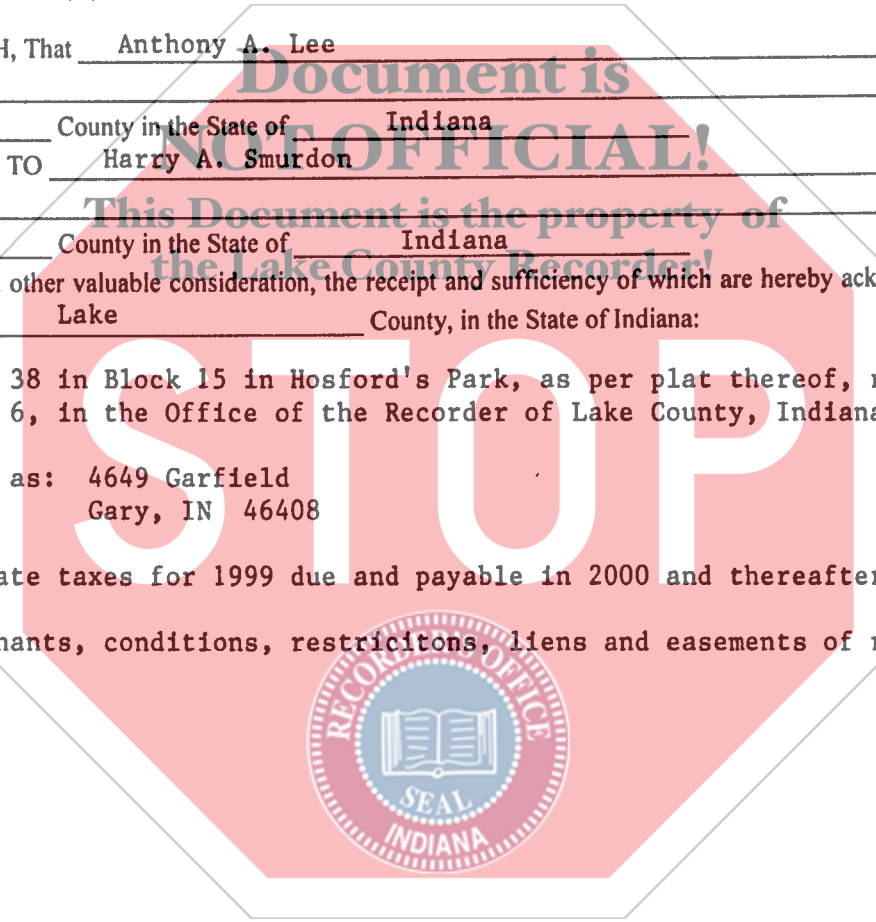 H, That Anthony A. Lee
Document is
County in the State of Indiana
NOT OFFICIAL!
TO Harry A. Smurdon
This Document is the property of
County in the State of Indiana
the Lake County Recorder!
other valuable consideration, the receipt and sufficiency of which are hereby ack
Lake County, in the State of Indiana:
STOP
38 in Block 15 in Hosford's Park, as per plat thereof, r
6, in the Office of the Recorder of Lake County, Indiana
as: 4649 Garfield
Gary, IN 46408
ate taxes for 1999 due and payable in 2000 and thereafter
nants, conditions, restricitons, liens and easements of r
RECORDER'S OFFICE
SEAL
INDIANA